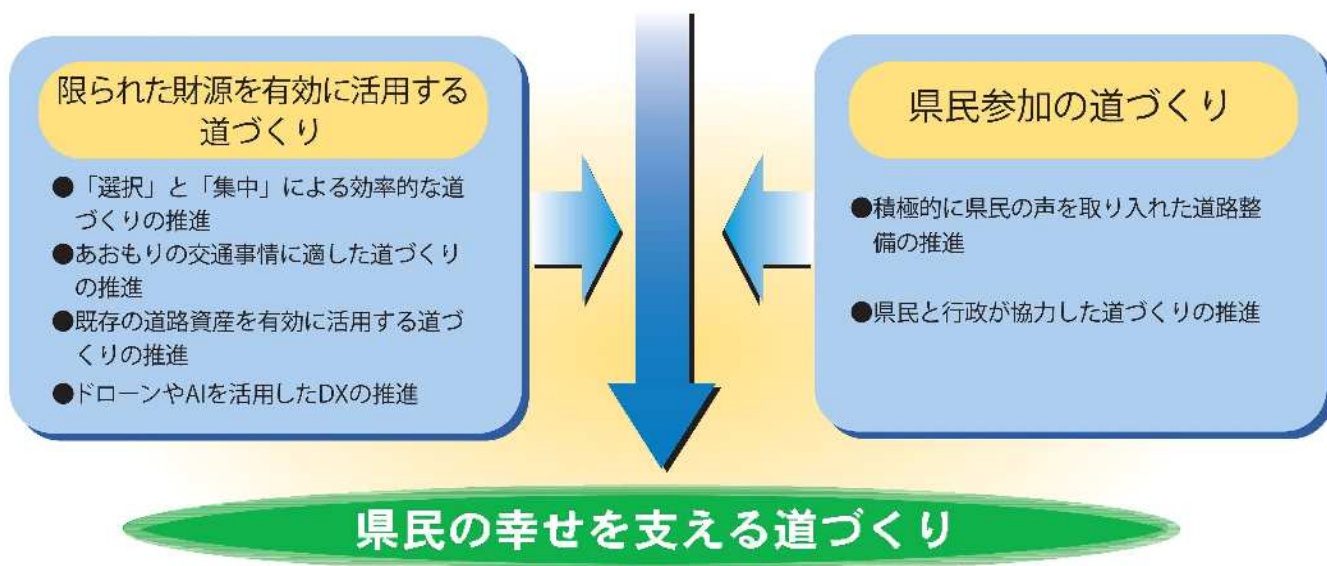 限られた財源を有効に活用する
道づくり
●「選択」と「集中」による効率的な道
づくりの推進
●あおもりの交通事情に適した道づくり
の推進
●既存の道路資産を有効に活用する道づ
くりの推進
●ドローンやAIを活用したDXの推進
県民参加の道づくり
●積極的に県民の声を取り入れた道路整
備の推進
●県民と行政が協力した道づくりの推進
県民の幸せを支える道づくり